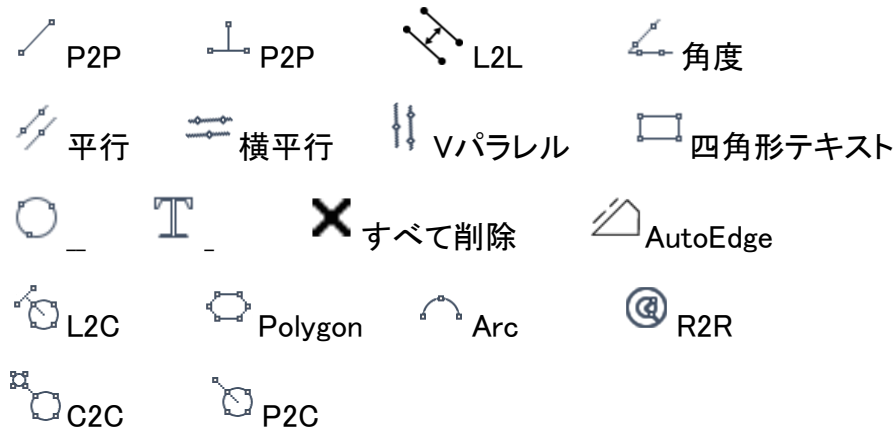 P2P P2P L2L 角度
平行 横平行 Vパラレル 四角形テキスト
__ _ すべて削除 AutoEdge
L2C Polygon Arc R2R
C2C P2C